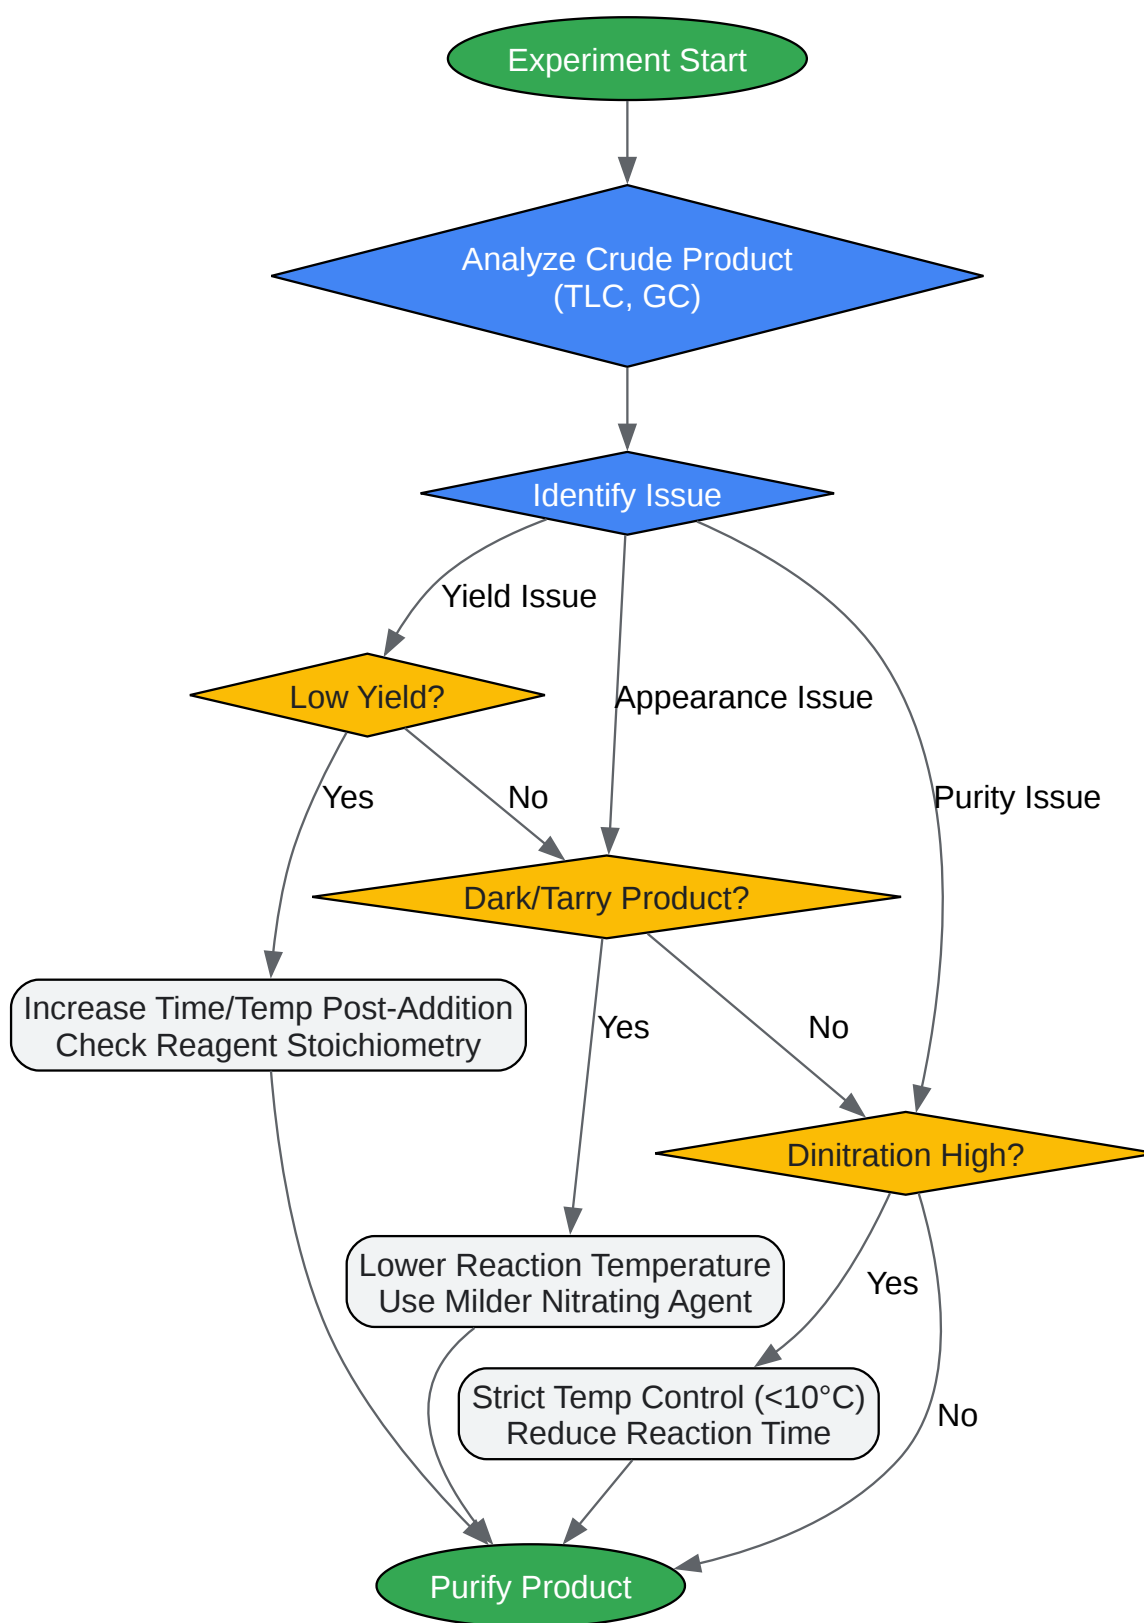 Experiment Start
Analyze Crude Product
(TLC, GC)
Identify Issue
Yield Issue
Low Yield?
Appearance Issue
Yes
No
Purity Issue
Dark/Tarry Product?
Increase Time/Temp Post-Addition
Check Reagent Stoichiometry
Yes
No
Dinitration High?
Lower Reaction Temperature
Use Milder Nitrating Agent
Yes
Strict Temp Control (<10°C)
Reduce Reaction Time
No
Purify Product